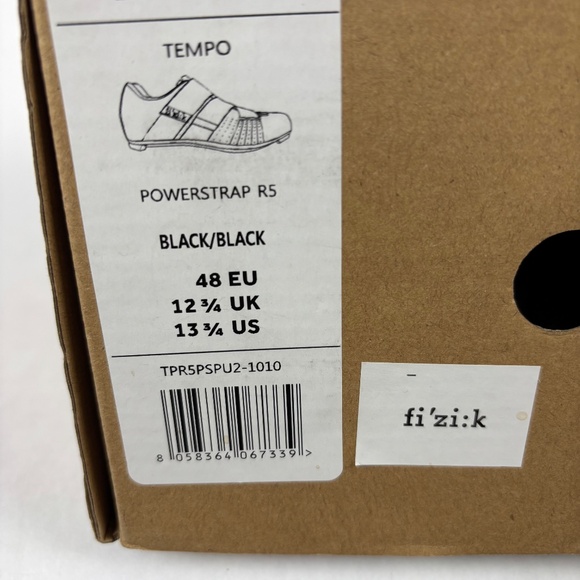 TEMPO
POWERSTRAP R5
BLACK/BLACK
48 EU
12 ¾ UK
13 ¾ US
TPR5PSPU2-1010
8 058364 067339 >
fi'zi:k